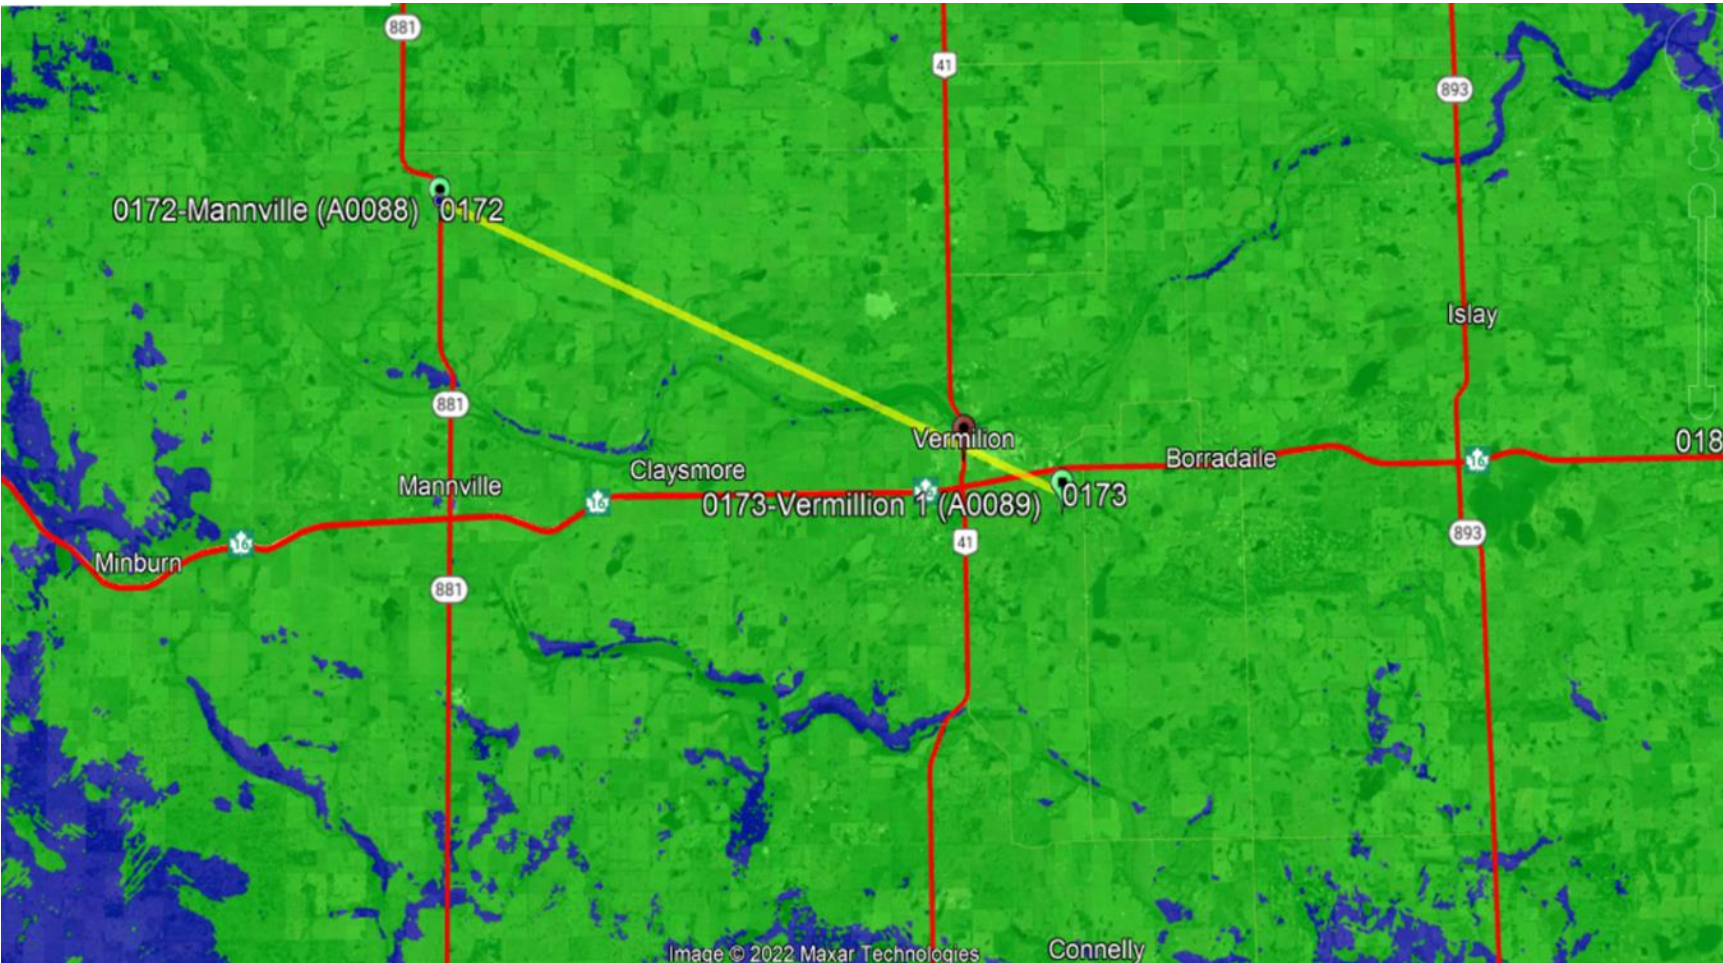 881
41
893
0172-Mannville (A0088) 0172
Islay
881
Vermilion
018
Borradaile
16
Claysmore
Mannville
16
16
0173-Vermillion 1 (A0089) 0173
893
41
16
Minburn
881
Connelly
Image © 2022 Maxar Technologies